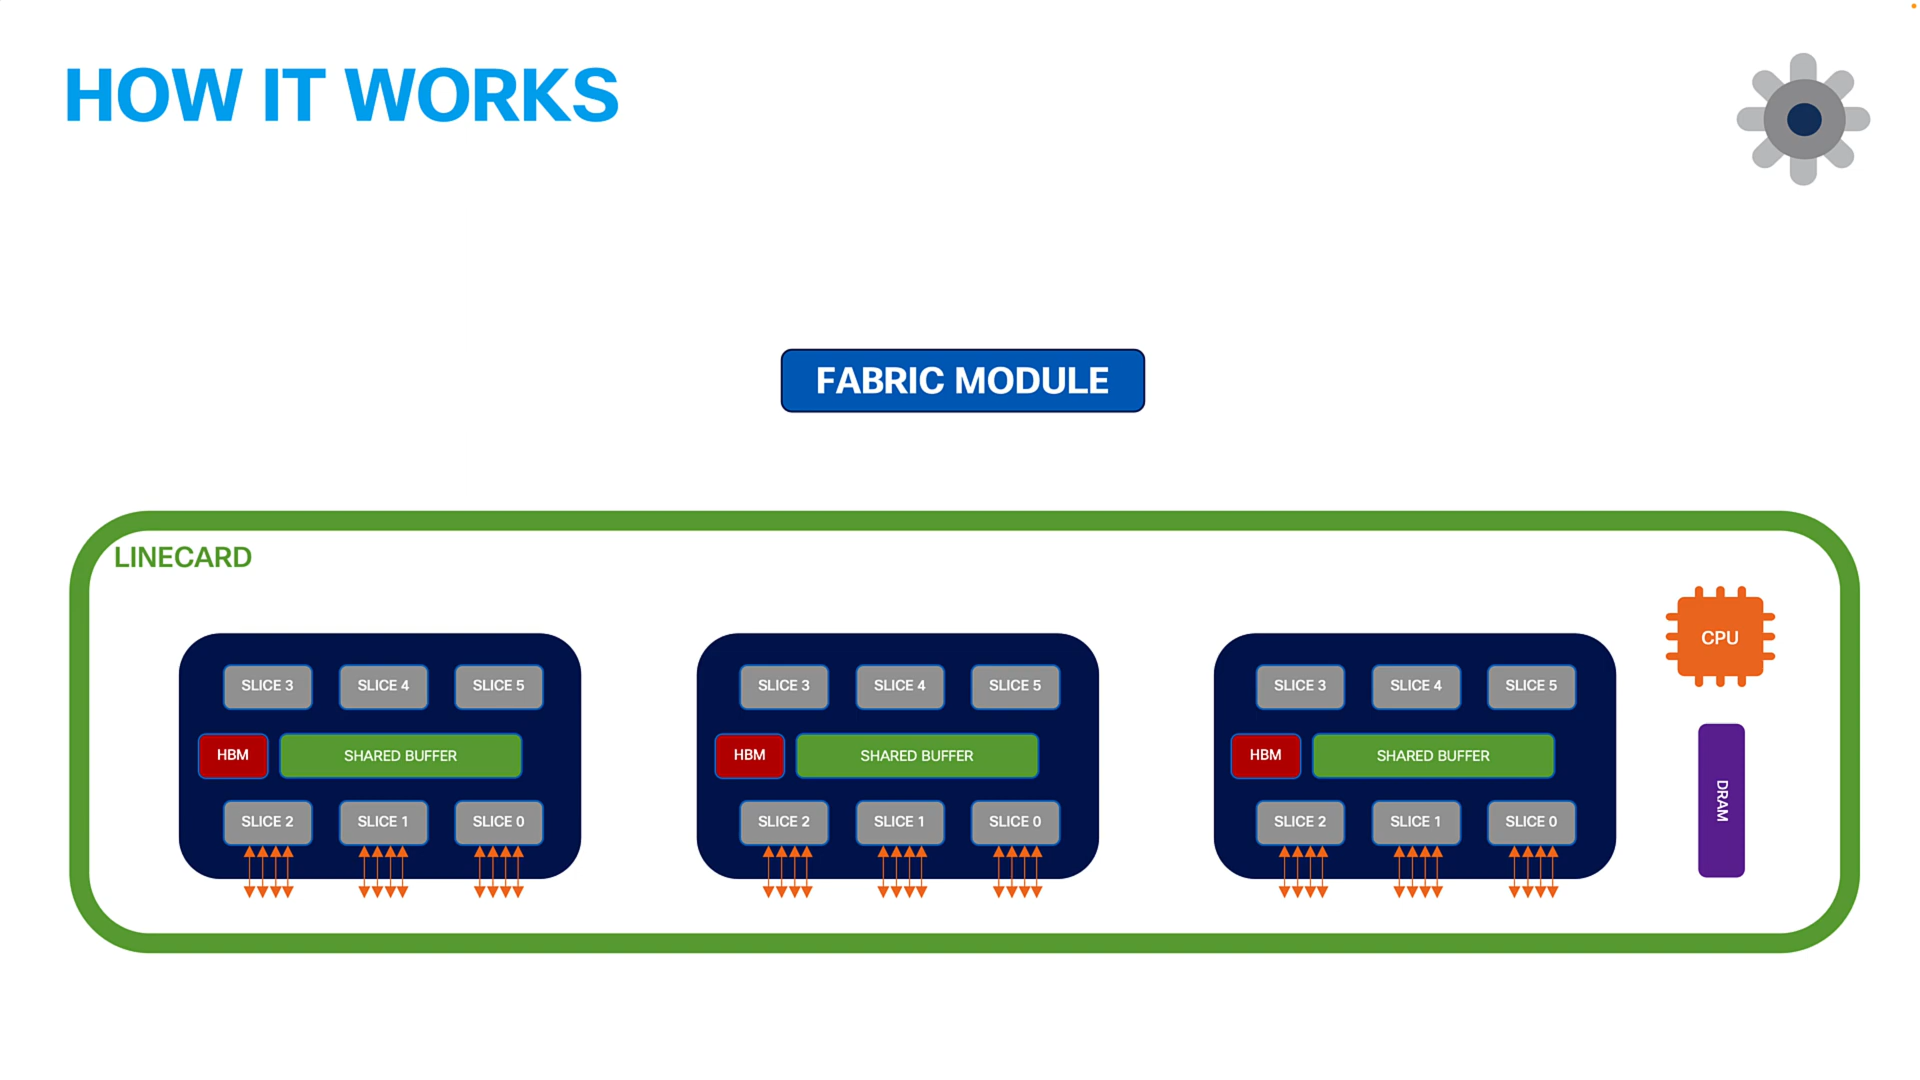 HOW IT WORKS
FABRIC MODULE
LINECARD
CPU
SLICE 3 SLICE 4 SLICE 5
SLICE 3 SLICE 4 SLICE 5
SLICE 3 SLICE 4 SLICE 5
HBM SHARED BUFFER
HBM SHARED BUFFER
HBM SHARED BUFFER
SLICE 2 SLICE 1 SLICE 0
SLICE 2 SLICE 1 SLICE 0
SLICE 2 SLICE 1 SLICE 0
DRAM